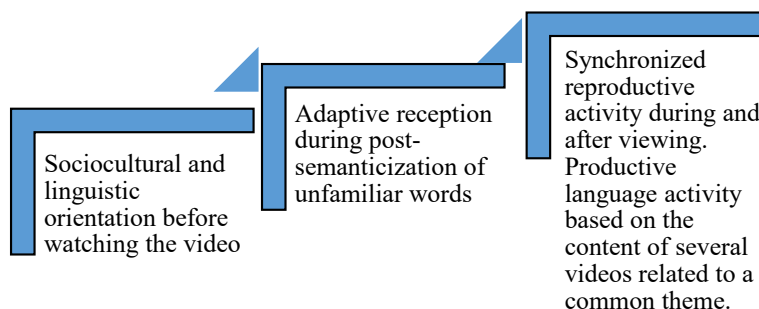 Sociocultural and
linguistic
orientation before
watching the video
Adaptive reception
during post-
semanticization of
unfamiliar words
Synchronized
reproductive
activity during and
after viewing.
Productive
language activity
based on the
content of several
videos related to a
common theme.